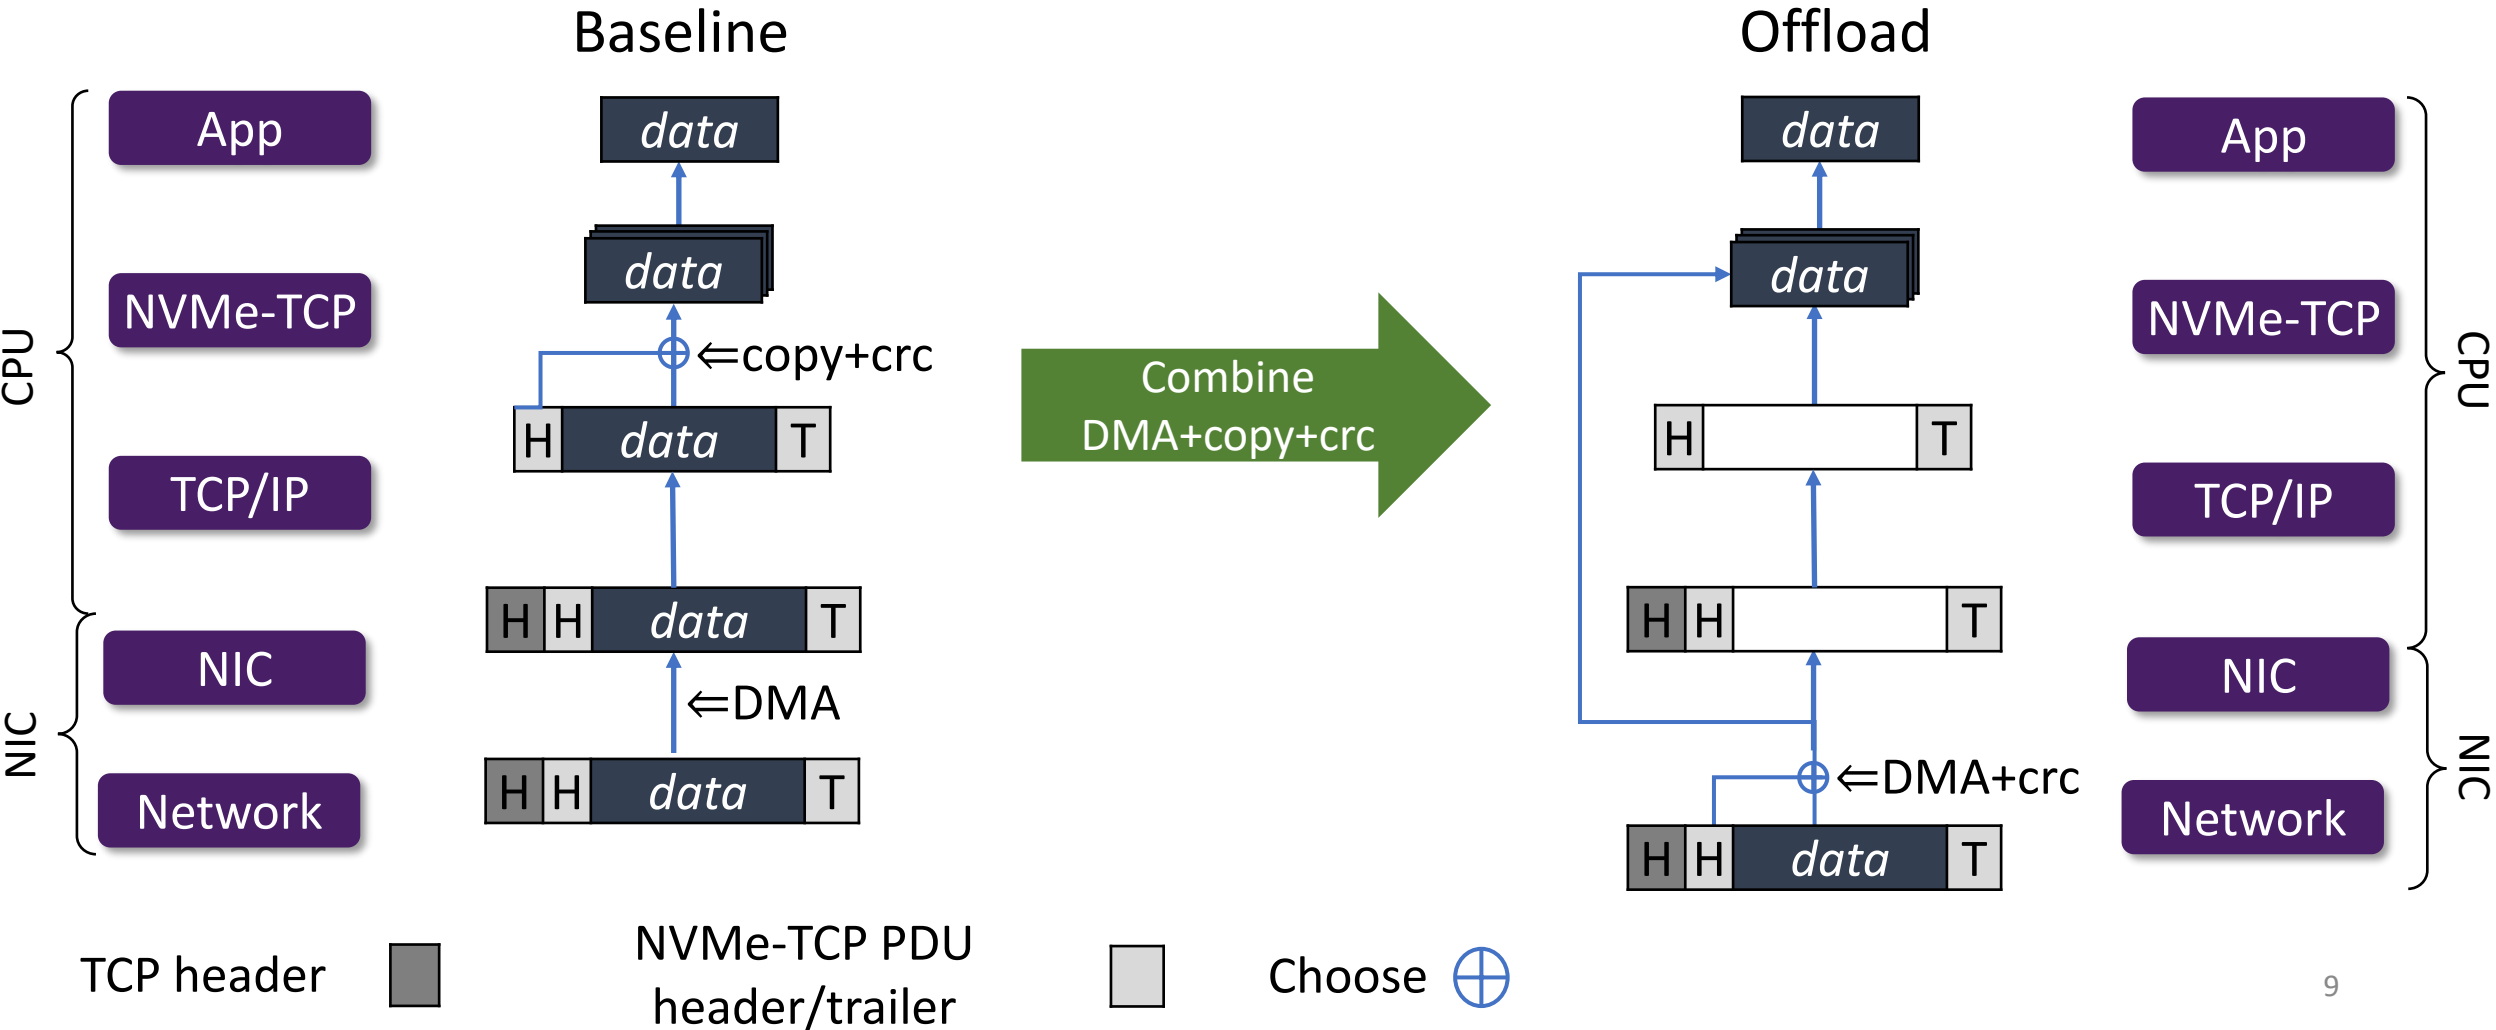 Baseline
Offload
App
data
data
App
NVMe-TCP
data
data
NVMe-TCP
CPU
⇐copy+crc
Combine
DMA+copy+crc
CPU
H data T
H T
TCP/IP
TCP/IP
H H data T
H H T
NIC
NIC
⇐DMA
NIC
NIC
⇐DMA+crc
Network
H H data T
Network
H H data T
TCP header
NVMe-TCP PDU
header/trailer
Choose
9